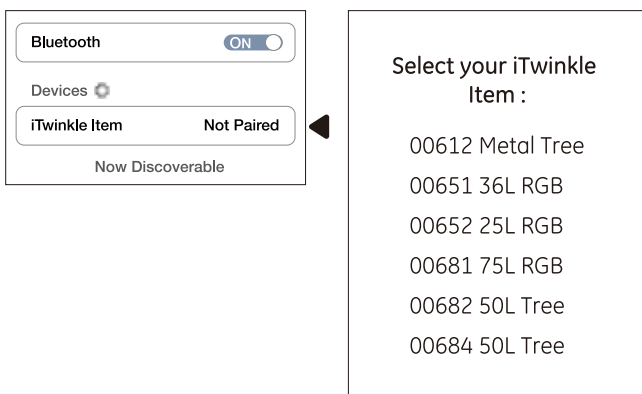 Bluetooth ON
Devices
iTwinkle Item Not Paired
Now Discoverable
Select your iTwinkle
Item :
00612 Metal Tree
00651 36L RGB
00652 25L RGB
00681 75L RGB
00682 50L Tree
00684 50L Tree